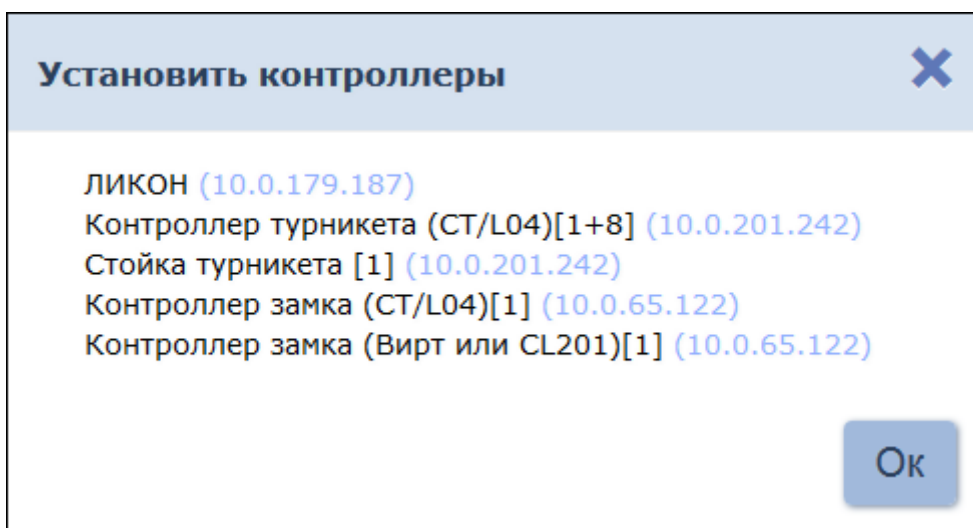 Установить контроллеры
ЛИКОН (10.0.179.187)
Контроллер турникета (CT/L04)[1+8] (10.0.201.242)
Стойка турникета [1] (10.0.201.242)
Контроллер замка (CT/L04)[1] (10.0.65.122)
Контроллер замка (Вирт или CL201)[1] (10.0.65.122)
Ок